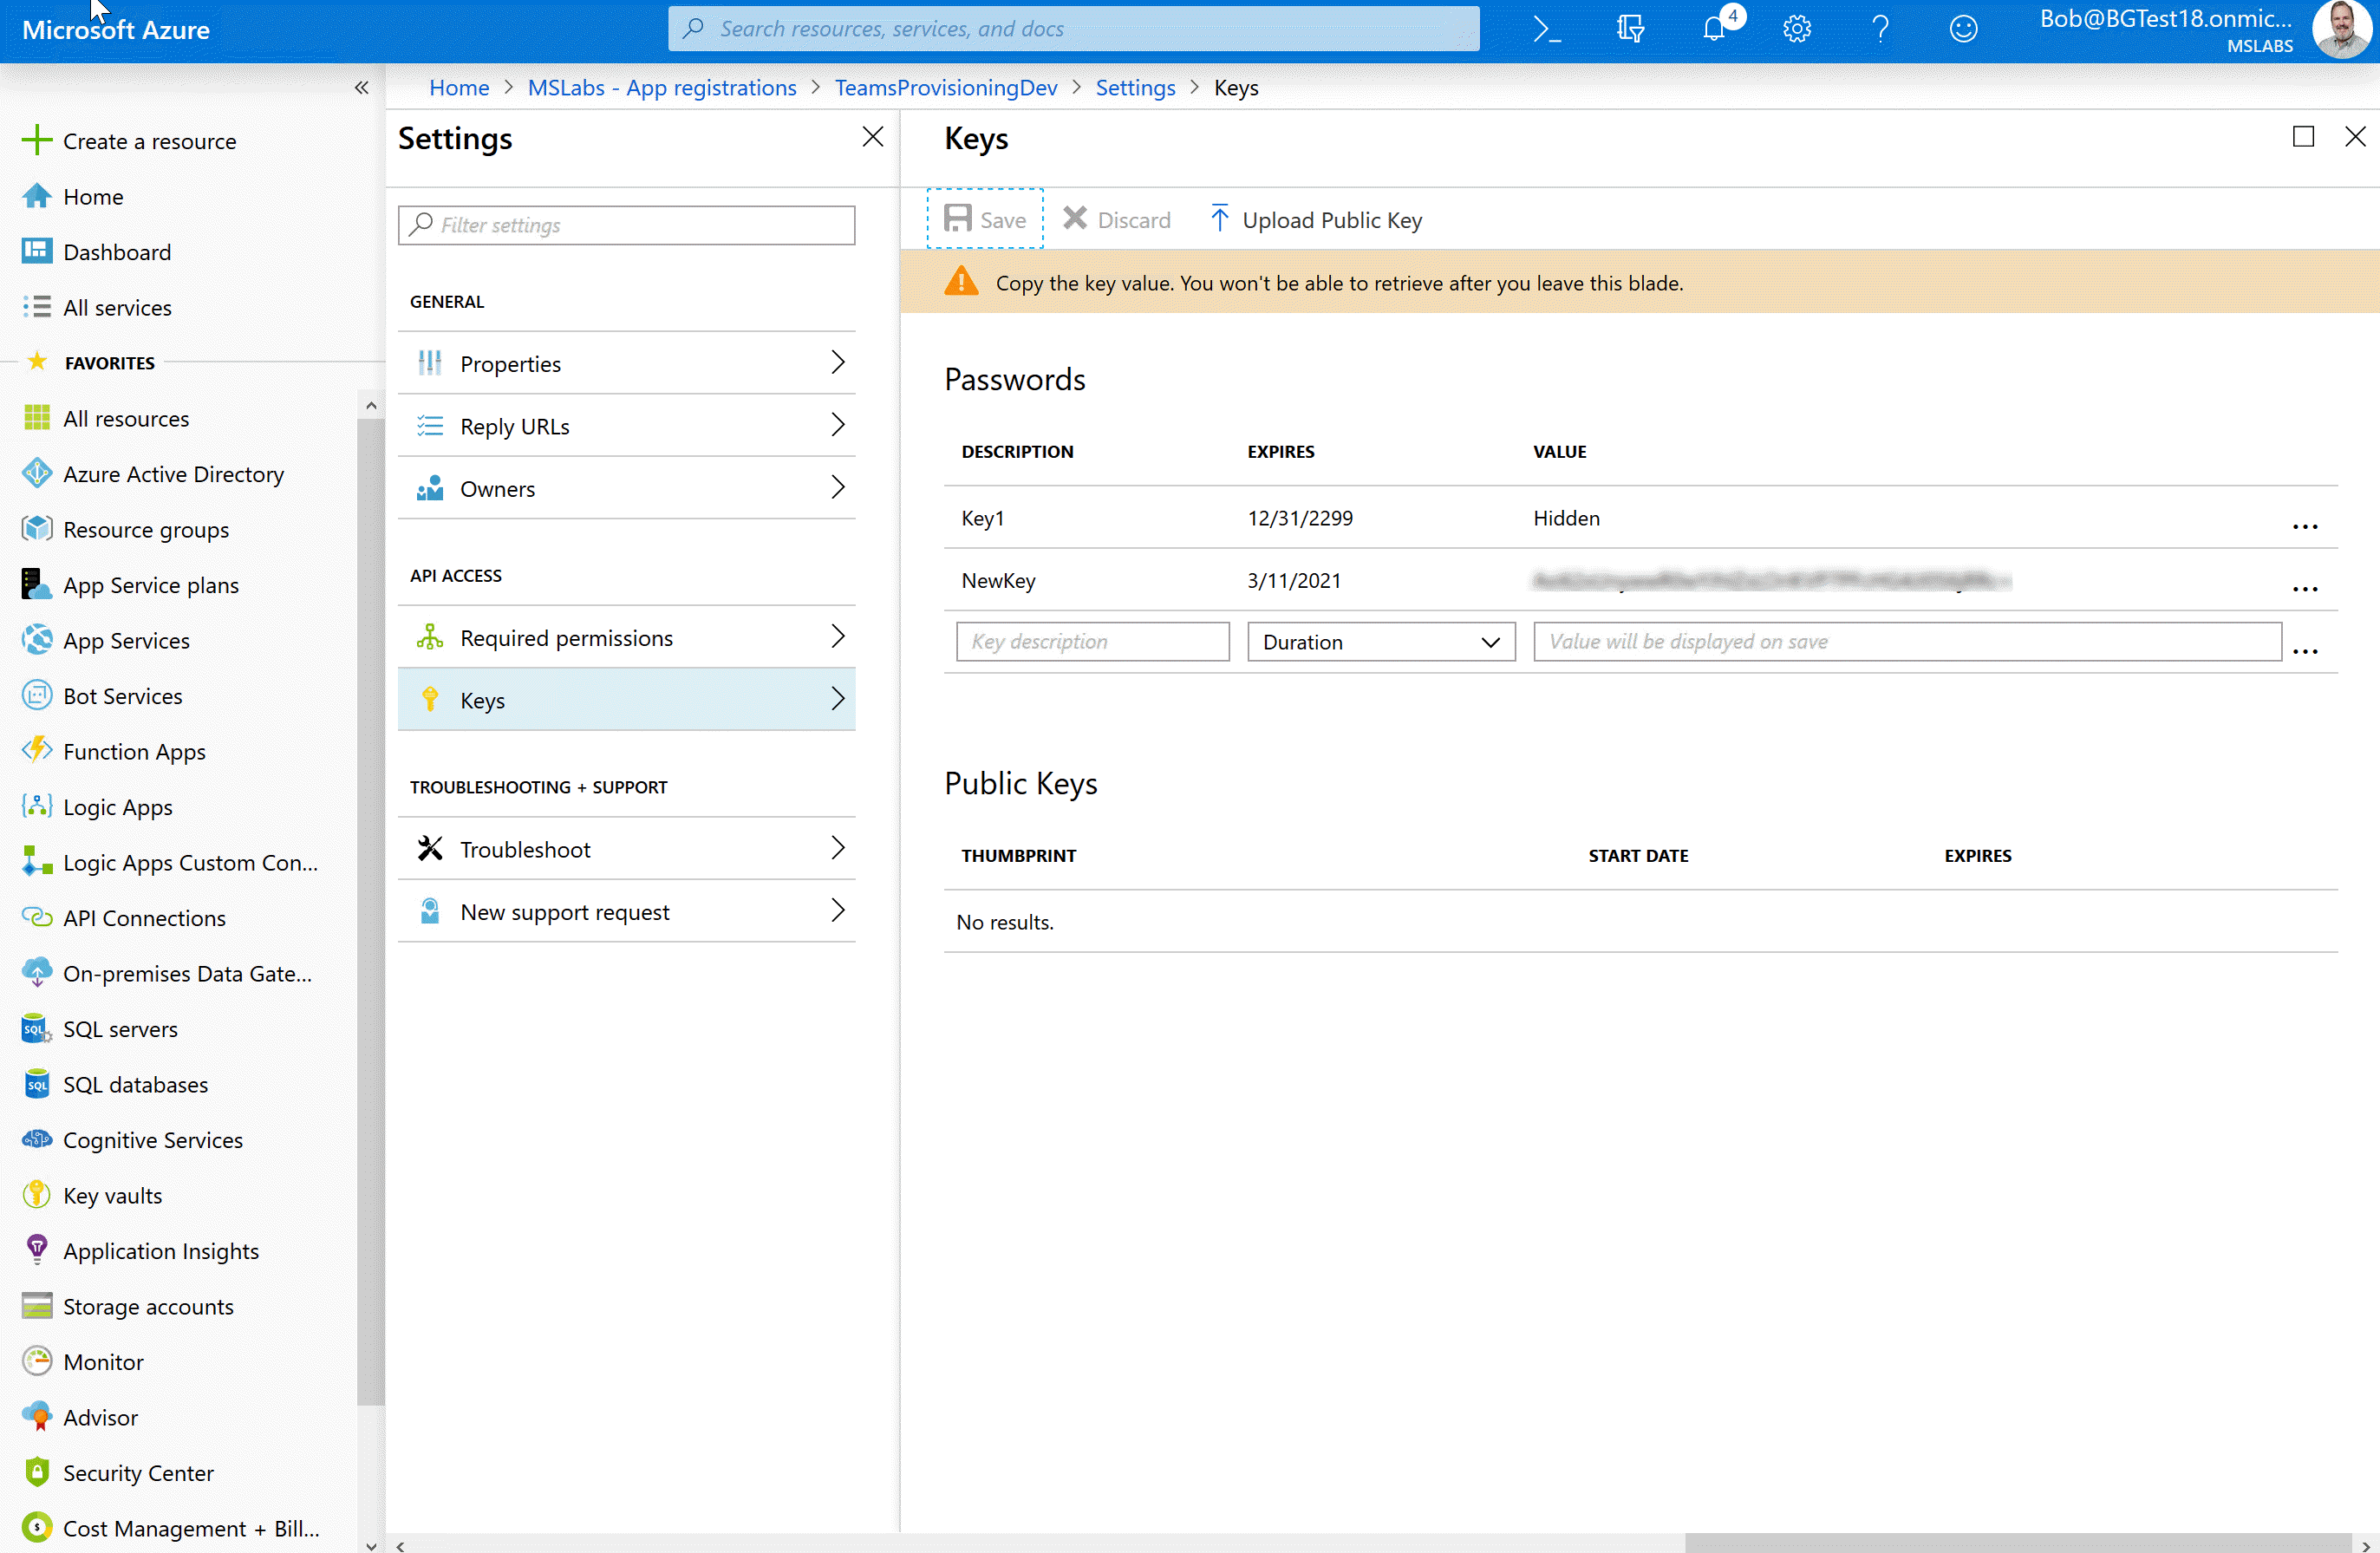 Microsoft Azure
Search resources, services, and docs
4
Bob@BGTest18.onmic...
MSLABS
Home > MSLabs - App registrations > TeamsProvisioningDev > Settings > Keys
Create a resource
Home
Dashboard
All services
FAVORITES
All resources
Azure Active Directory
Resource groups
App Service plans
App Services
Bot Services
Function Apps
Logic Apps
Logic Apps Custom Con...
API Connections
On-premises Data Gate...
SQL servers
SQL databases
Cognitive Services
Key vaults
Application Insights
Storage accounts
Monitor
Advisor
Security Center
Cost Management + Bill...
Settings
Filter settings
GENERAL
Properties
Reply URLs
Owners
API ACCESS
Required permissions
Keys
TROUBLESHOOTING + SUPPORT
Troubleshoot
New support request
Keys
Save Discard Upload Public Key
Copy the key value. You won't be able to retrieve after you leave this blade.
Passwords
DESCRIPTION EXPIRES VALUE
Key1 12/31/2299 Hidden ...
NewKey 3/11/2021 ...
Key description Duration Value will be displayed on save ...
Public Keys
THUMBPRINT START DATE EXPIRES
No results.